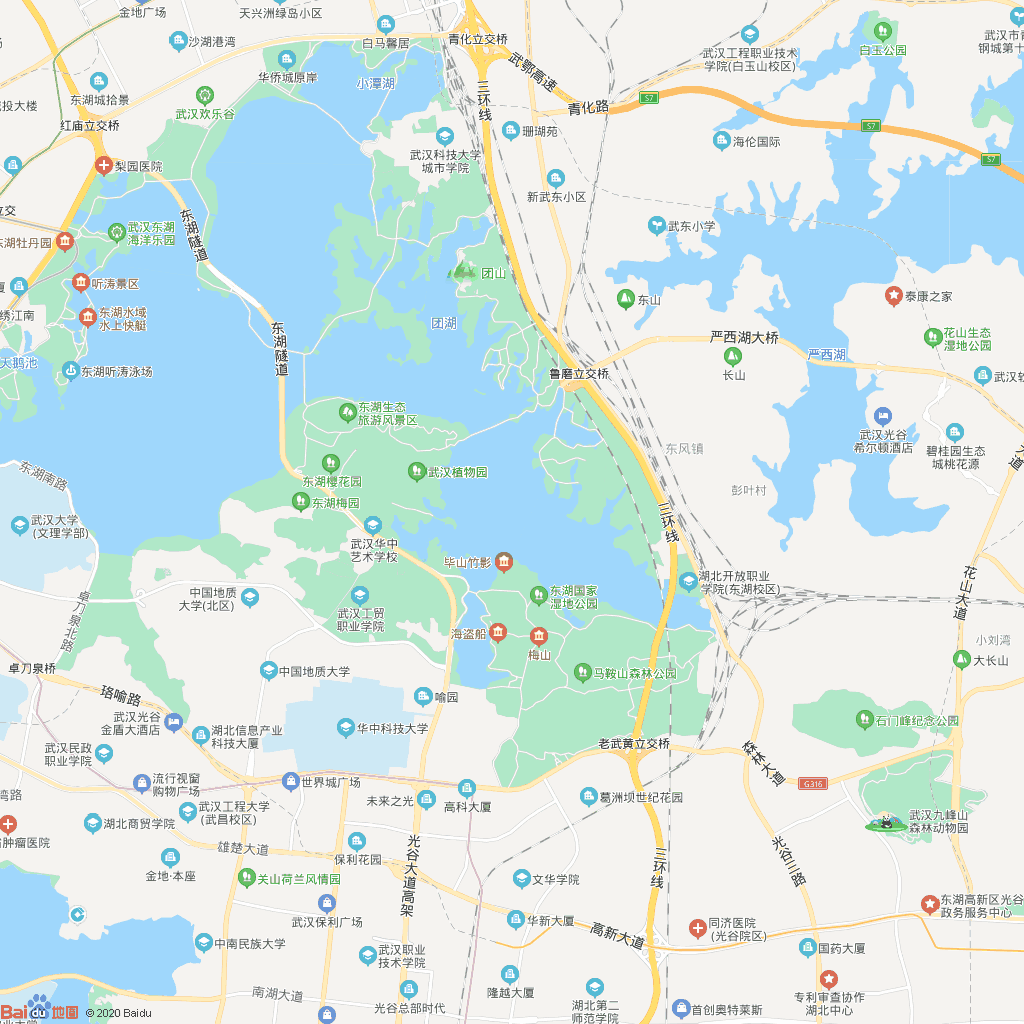 金地广场
天兴洲绿岛小区
沙湖港湾
白马馨居
青化立交桥
武鄂高速
武汉工程职业技术
学院(白玉山校区)
白玉公园
武汉市青
钢城第十
华侨城原岸
小潭湖
三环线
S7
青化路
东湖城拾景
武汉欢乐谷
投大楼
红庙立交桥
梨园医院
武汉科技大学
城市学院
珊瑚苑
海伦国际
S7
S7
新武东小区
立交
东湖隧道
武汉东湖
海洋乐园
东湖牡丹园
武东小学
听涛景区
团山
东湖水域
水上快艇
绣江南
团湖
东山
泰康之家
严西湖大桥
花山生态
湿地公园
东湖隧道
天鹅池
东湖听涛泳场
严西湖
长山
鲁磨立交桥
武汉软
东湖生态
旅游风景区
武汉光谷
希尔顿酒店
碧桂园生态
城桃花源
东风镇
东湖南路
东湖樱花园
武汉植物园
东湖梅园
彭叶村
三环线
武汉大学
(文理学部)
武汉华中
艺术学校
毕山竹影
湖北开放职业
学院(东湖校区)
花山大道
中国地质
大学(北区)
武汉工贸
职业学院
东湖国家
湿地公园
卓刀泉北路
海盗船
梅山
小刘湾
大长山
卓刀泉桥
中国地质大学
马鞍山森林公园
珞喻路
喻园
武汉光谷
金盾大酒店
湖北信息产业
科技大厦
华中科技大学
石门峰纪念公园
武汉民政
职业学院
老武黄立交桥
森林大道
流行视窗
购物广场
世界城广场
G316
未来之光
高科大厦
葛洲坝世纪花园
武汉工程大学
(武昌校区)
湖北商贸学院
武汉九峰山
森林动物园
肿瘤医院
雄楚大道
保利花园
光谷大道高架
光谷三路
金地·本座
三环线
关山荷兰风情园
文华学院
武汉保利广场
东湖高新区光谷
政务服务中心
华新大厦
高新大道
同济医院
(光谷院区)
中南民族大学
武汉职业
技术学院
国药大厦
南湖大道
光谷总部时代
隆越大厦
湖北第二
师范学院
首创奥特莱斯
专利审查协作
湖北中心
Bai du 地图
© 2020 Baidu